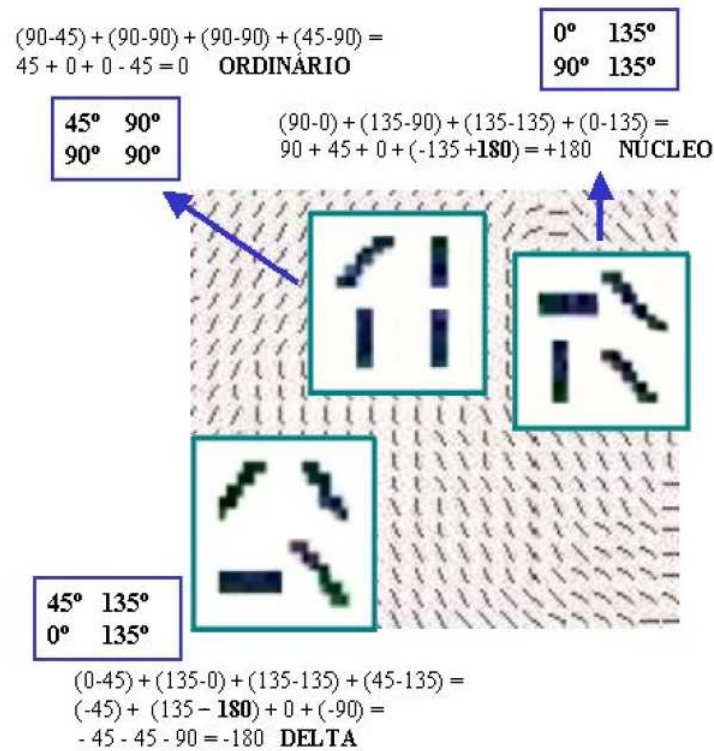 (90-45) + (90-90) + (90-90) + (45-90) =
45 + 0 + 0 - 45 = 0 ORDINÁRIO
45º 90º
90º 90º
0º 135º
90º 135º
(90-0) + (135-90) + (135-135) + (0-135) =
90 + 45 + 0 + (-135 +180) = +180 NÚCLEO
45º 135º
0º 135º
(0-45) + (135-0) + (135-135) + (45-135) =
(-45) + (135 – 180) + 0 + (-90) =
- 45 - 45 - 90 = -180 DELTA